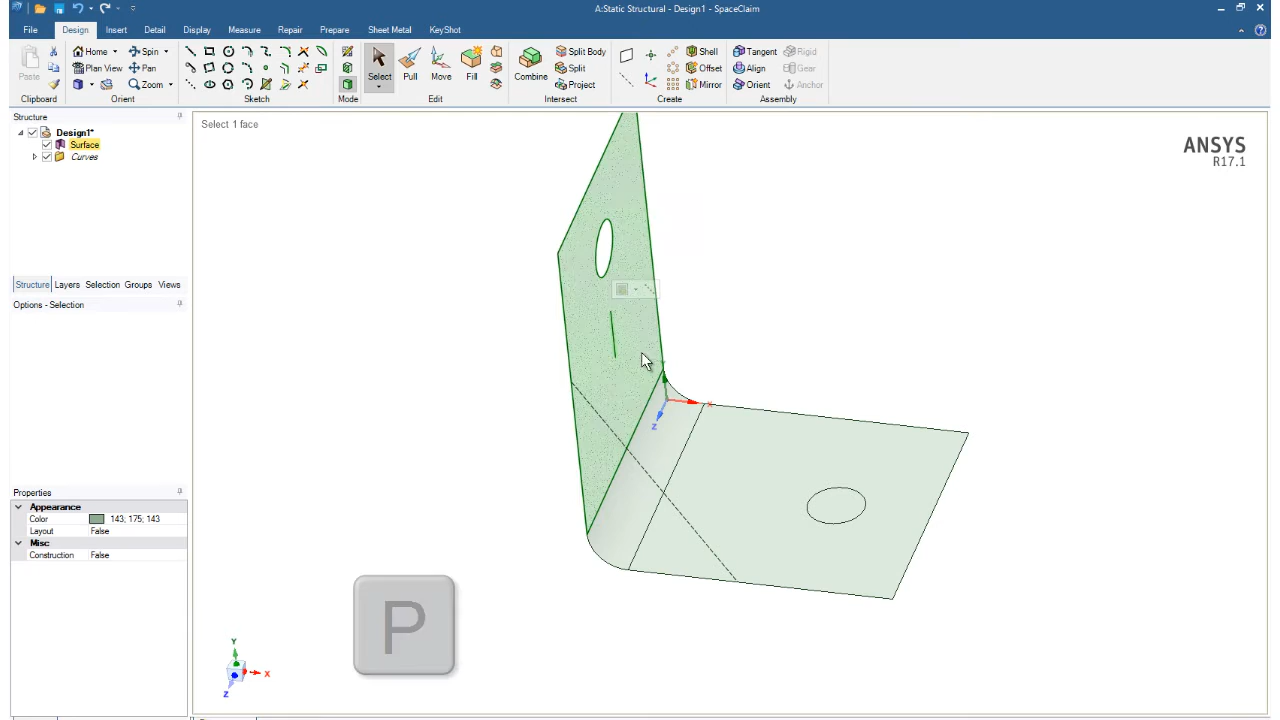 A:Static Structural - Design1 - SpaceClaim
File Design Insert Detail Display Measure Repair Prepare Sheet Metal KeyShot
Home Spin
Plan View Pan
Zoom
Paste
Select Pull Move Fill
Combine
Split Body
Split
Project
Shell
Offset
Mirror
Tangent Rigid
Align Gear
Orient Anchor
Clipboard Orient Sketch Mode Edit Intersect Create Assembly
Structure
Design1*
Surface
Curves
Structure Layers Selection Groups Views
Options - Selection
Properties
Appearance
Color 143; 175; 143
Layout False
Misc
Construction False
Select 1 face
ANSYS
R17.1
X
Z
P
Y
X
Z